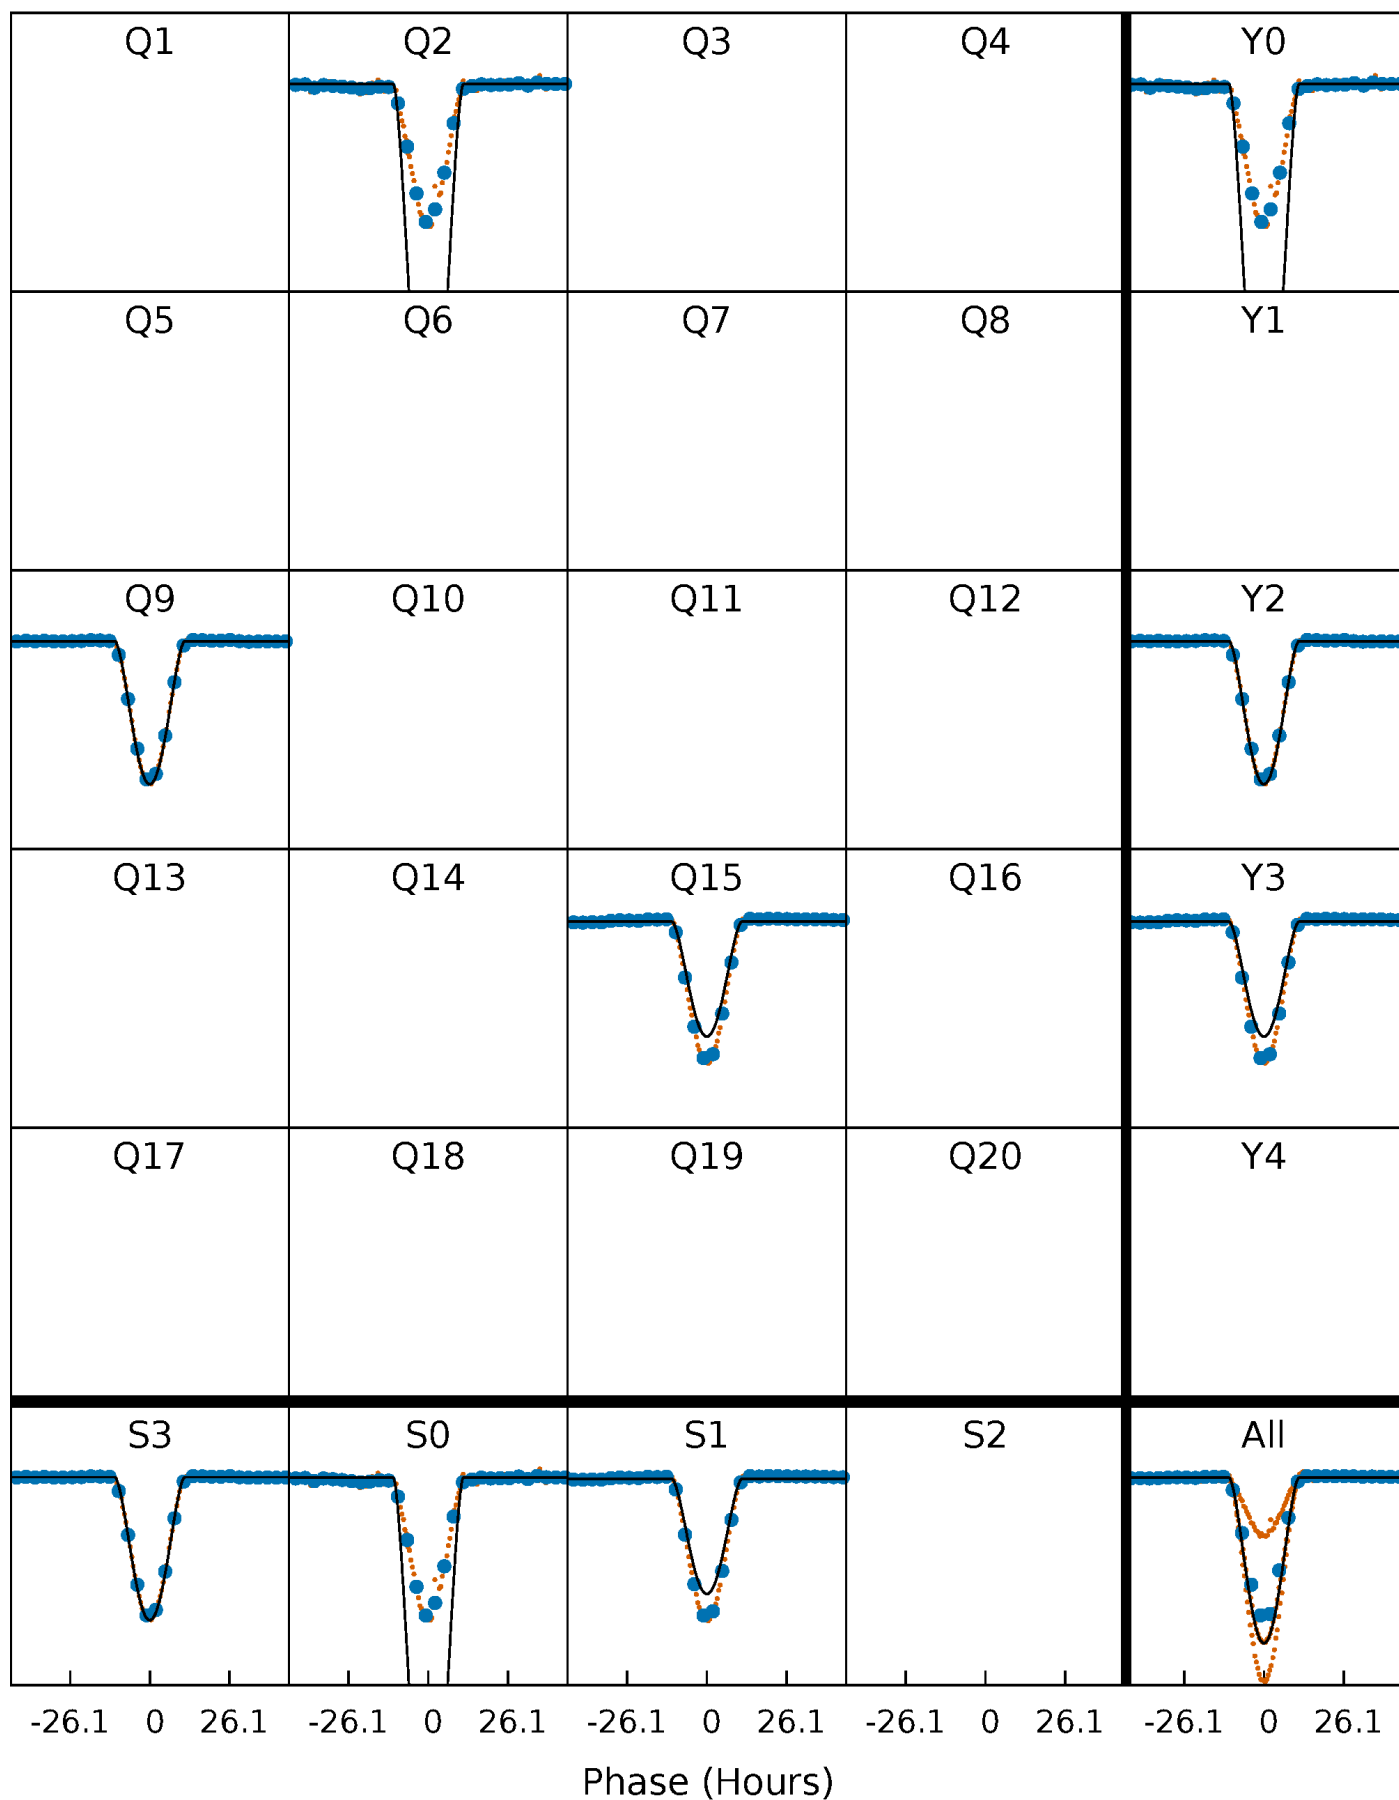 Q1 Q2 Q3 Q4 Y0
Q5 Q6 Q7 Q8 Y1
Q9 Q10 Q11 Q12 Y2
Q13 Q14 Q15 Q16 Y3
Q17 Q18 Q19 Q20 Y4
S3 S0 S1 S2 All
-26.1 0 26.1 -26.1 0 26.1 -26.1 0 26.1 -26.1 0 26.1 -26.1 0 26.1
Phase (Hours)